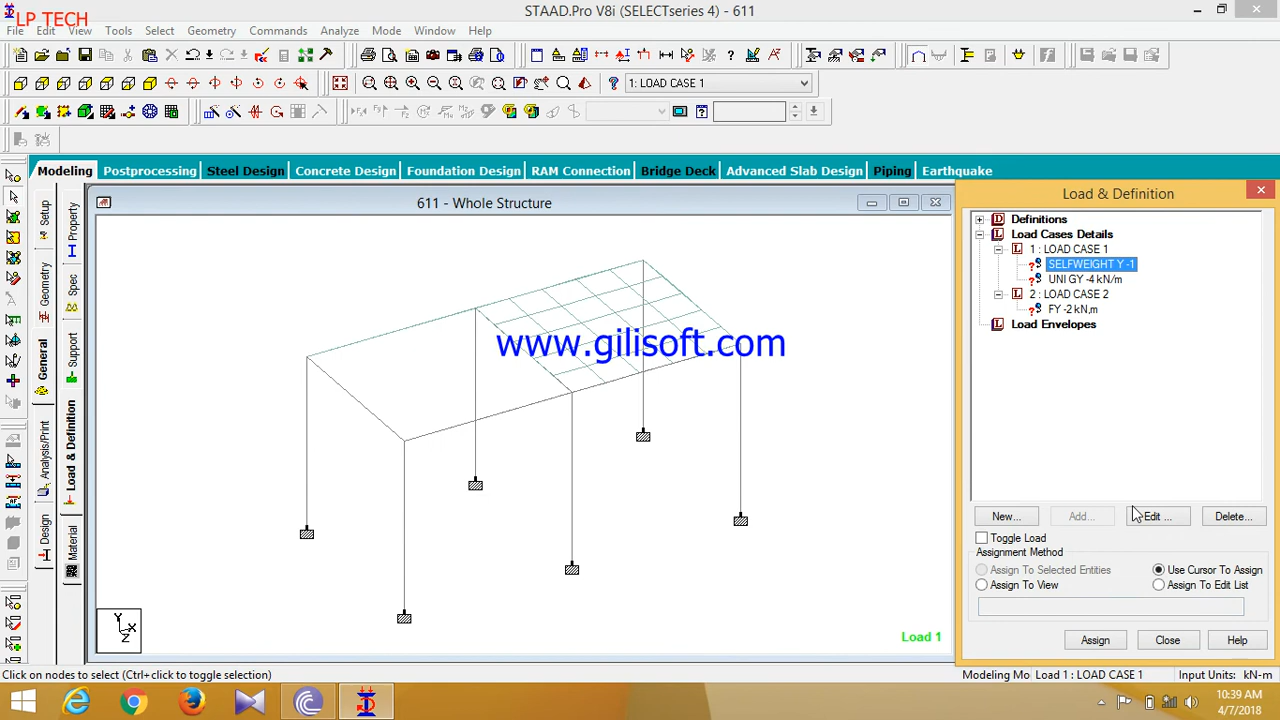 LP TECH
STAAD.Pro V8i (SELECTseries 4) - 611
File Edit View Tools Select Geometry Commands Analyze Mode Window Help
1: LOAD CASE 1
Modeling Postprocessing Steel Design Concrete Design Foundation Design RAM Connection Bridge Deck Advanced Slab Design Piping Earthquake
Setup
Geometry
General
Analysis/Print
Design
Property
Spec
Support
Load & Definition
Material
611 - Whole Structure
www.gilisoft.com
Y
X
Z
Load 1
Load & Definition
Definitions
Load Cases Details
1 : LOAD CASE 1
SELFWEIGHT Y -1
UNI GY -4 kN/m
2 : LOAD CASE 2
FY -2 kN,m
Load Envelopes
New... Add... Edit ... Delete...
Toggle Load
Assignment Method
Assign To Selected Entities Use Cursor To Assign
Assign To View Assign To Edit List
Assign Close Help
Click on nodes to select (Ctrl+click to toggle selection) Modeling Mo Load 1 : LOAD CASE 1 Input Units: kN-m
10:39 AM
4/7/2018